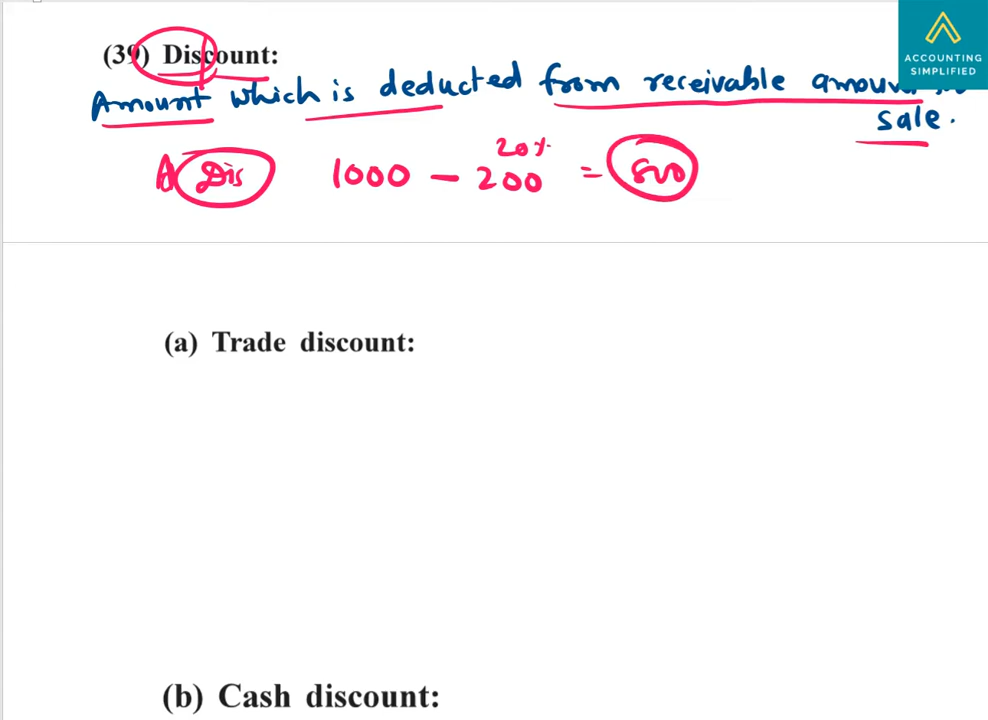 (39) Discount:
ACCOUNTING
SIMPLIFIED
Amount which is deducted from receivable amount
sale.
20%
Dis 1000 - 200 = 800
(a) Trade discount:
(b) Cash discount: